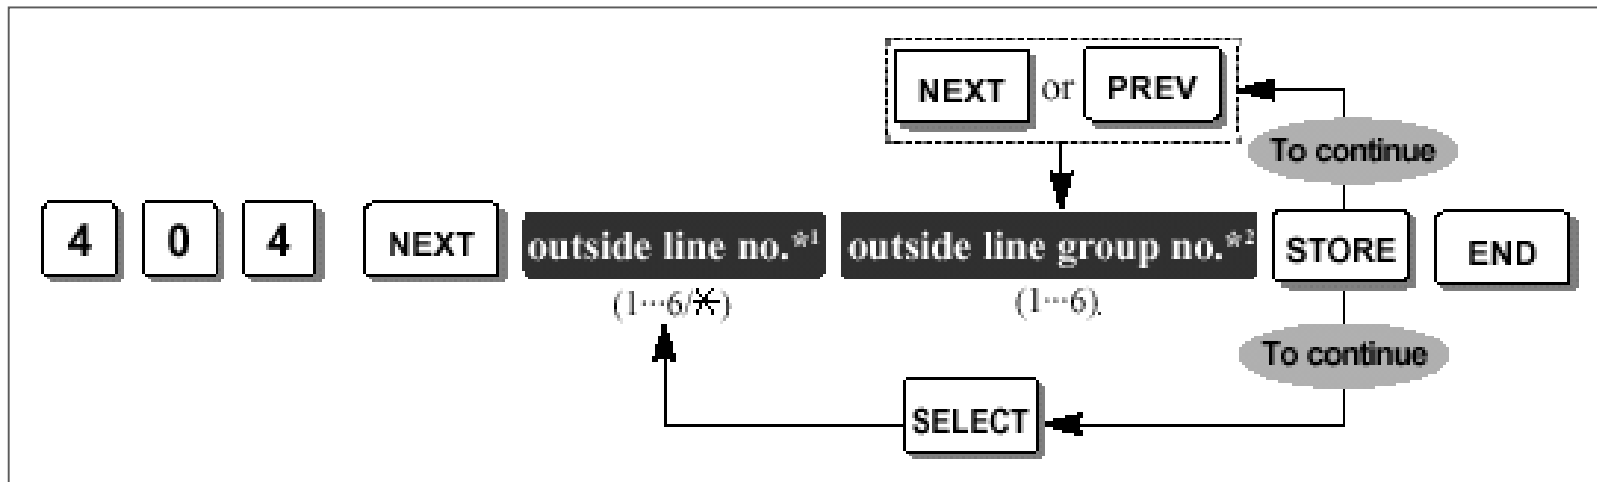 NEXT or PREV
To continue
4 0 4 NEXT outside line no.*1 outside line group no.*2 STORE END
(1···6/*) (1···6).
To continue
SELECT